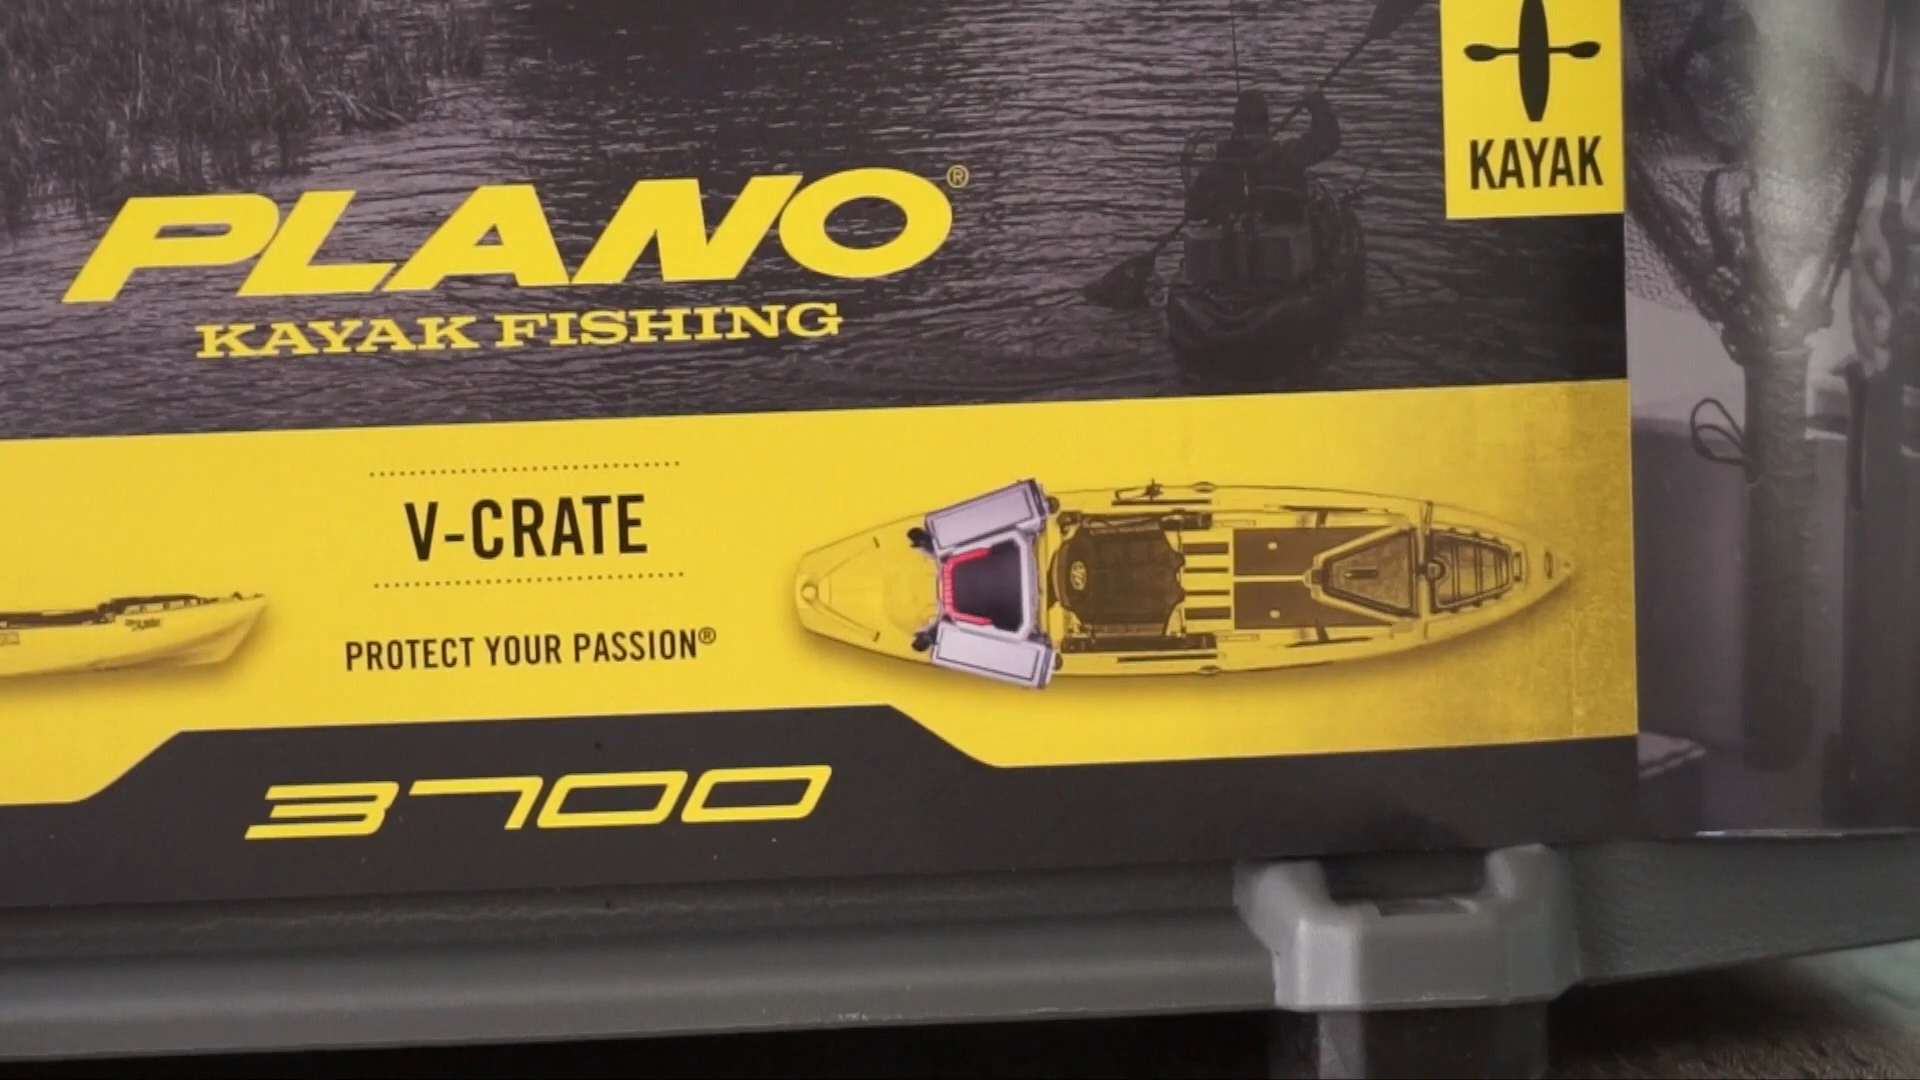 KAYAK
PLANO®
KAYAK FISHING
V-CRATE
PROTECT YOUR PASSION®
3700